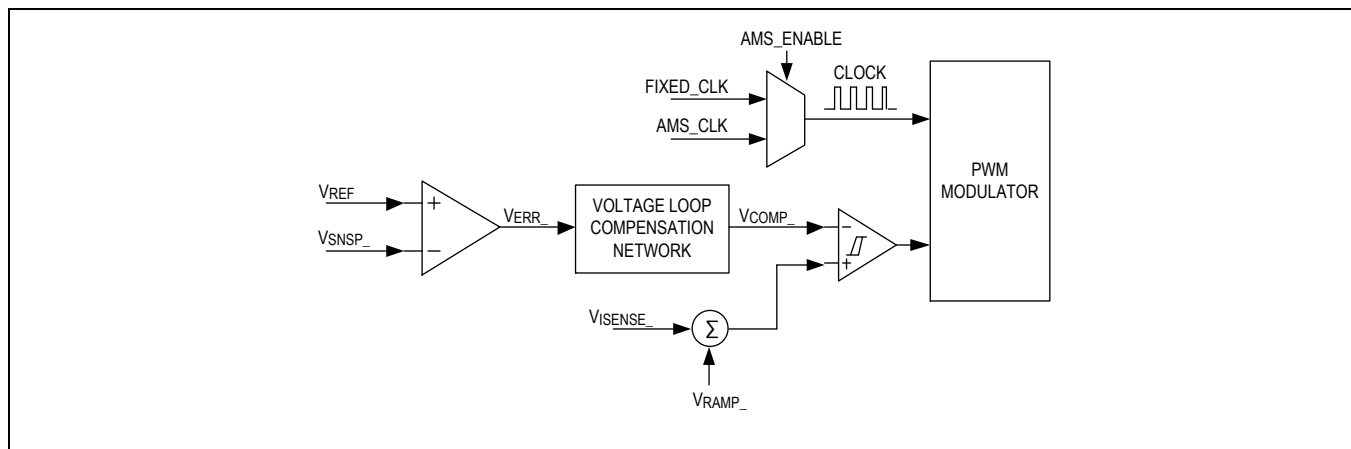 AMS_ENABLE
FIXED_CLK
CLOCK
AMS_CLK
PWM
MODULATOR
VREF
+
VERR_
VOLTAGE LOOP
COMPENSATION
NETWORK
VCOMP_
−
VSNSP_
−
+
VISENSE_
Σ
VRAMP_